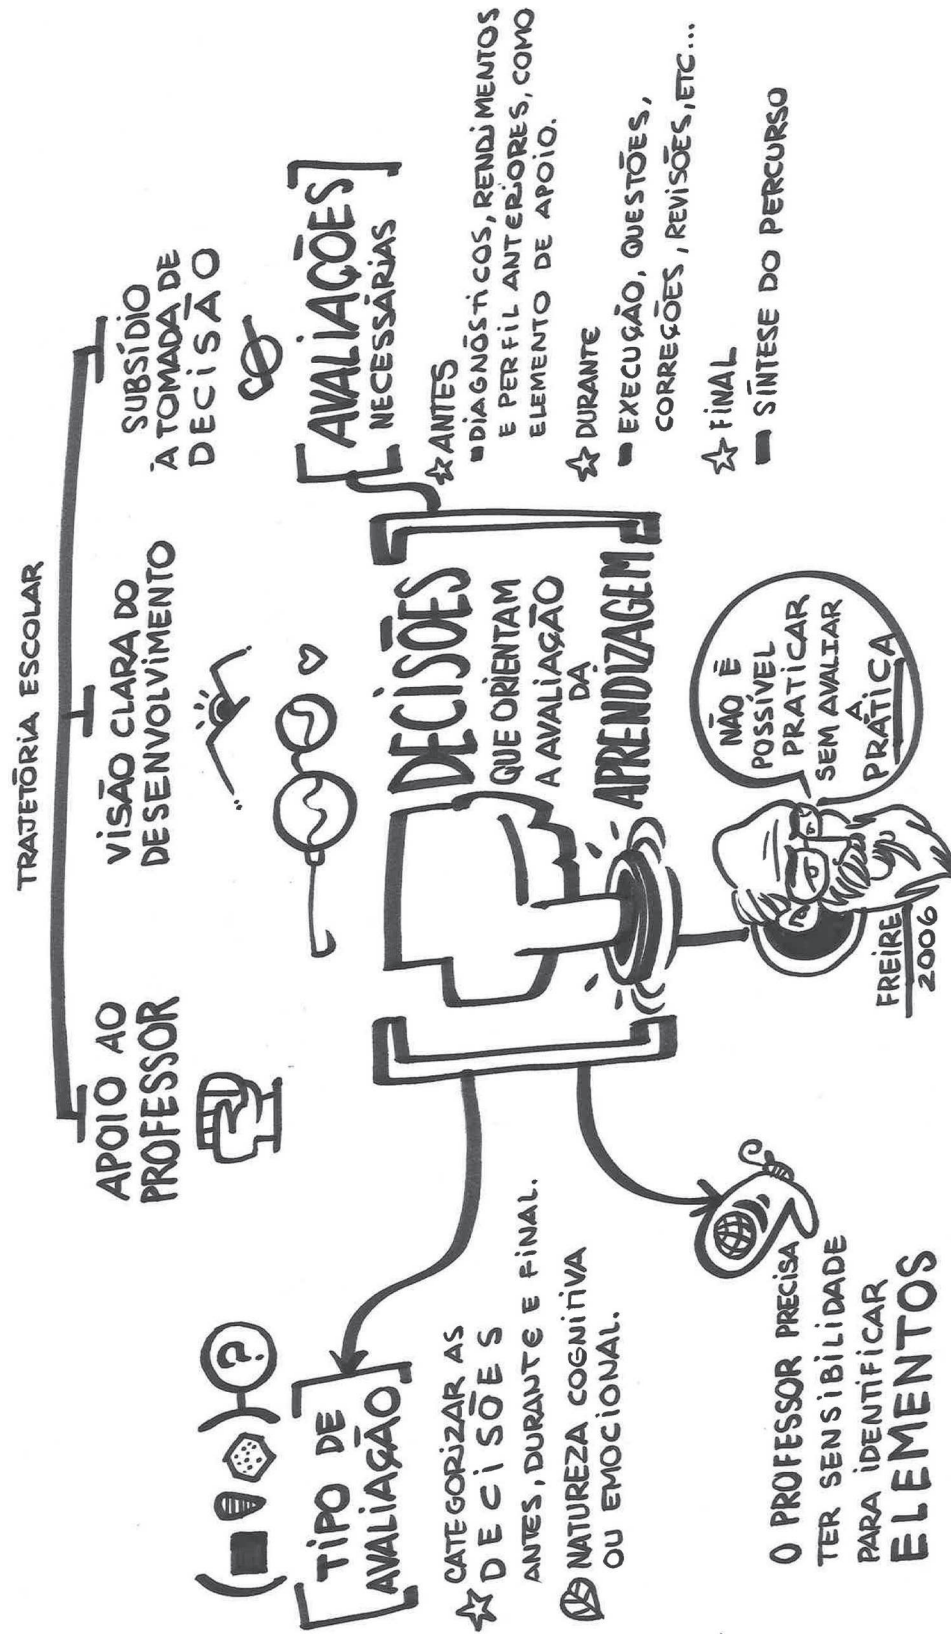 TRAJETÓRIA ESCOLAR
APOIO AO
PROFESSOR
VISÃO CLARA DO
DESENVOLVIMENTO
SUBSÍDIO
À TOMADA DE
DECISÃO
TIPO DE
AVALIAÇÃO
?
CATEGORIZAR AS
DECISÕES
ANTES, DURANTE E FINAL.
NATUREZA COGNITIVA
OU EMOCIONAL.
O PROFESSOR PRECISA
TER SENSIBILIDADE
PARA IDENTIFICAR
ELEMENTOS
DECISÕES
QUE ORIENTAM
A AVALIAÇÃO
DA
APRENDIZAGEM
FREIRE
2006
NÃO É
POSSÍVEL
PRATICAR
SEM AVALIAR
A
PRÁTICA
AVALIAÇÕES
NECESSÁRIAS
ANTES
- DIAGNÓSTICOS, RENDIMENTOS
E PERFIL ANTERIORES, COMO
ELEMENTO DE APOIO.
DURANTE
- EXECUÇÃO, QUESTÕES,
CORREÇÕES, REVISÕES, ETC...
FINAL
- SÍNTESE DO PERCURSO